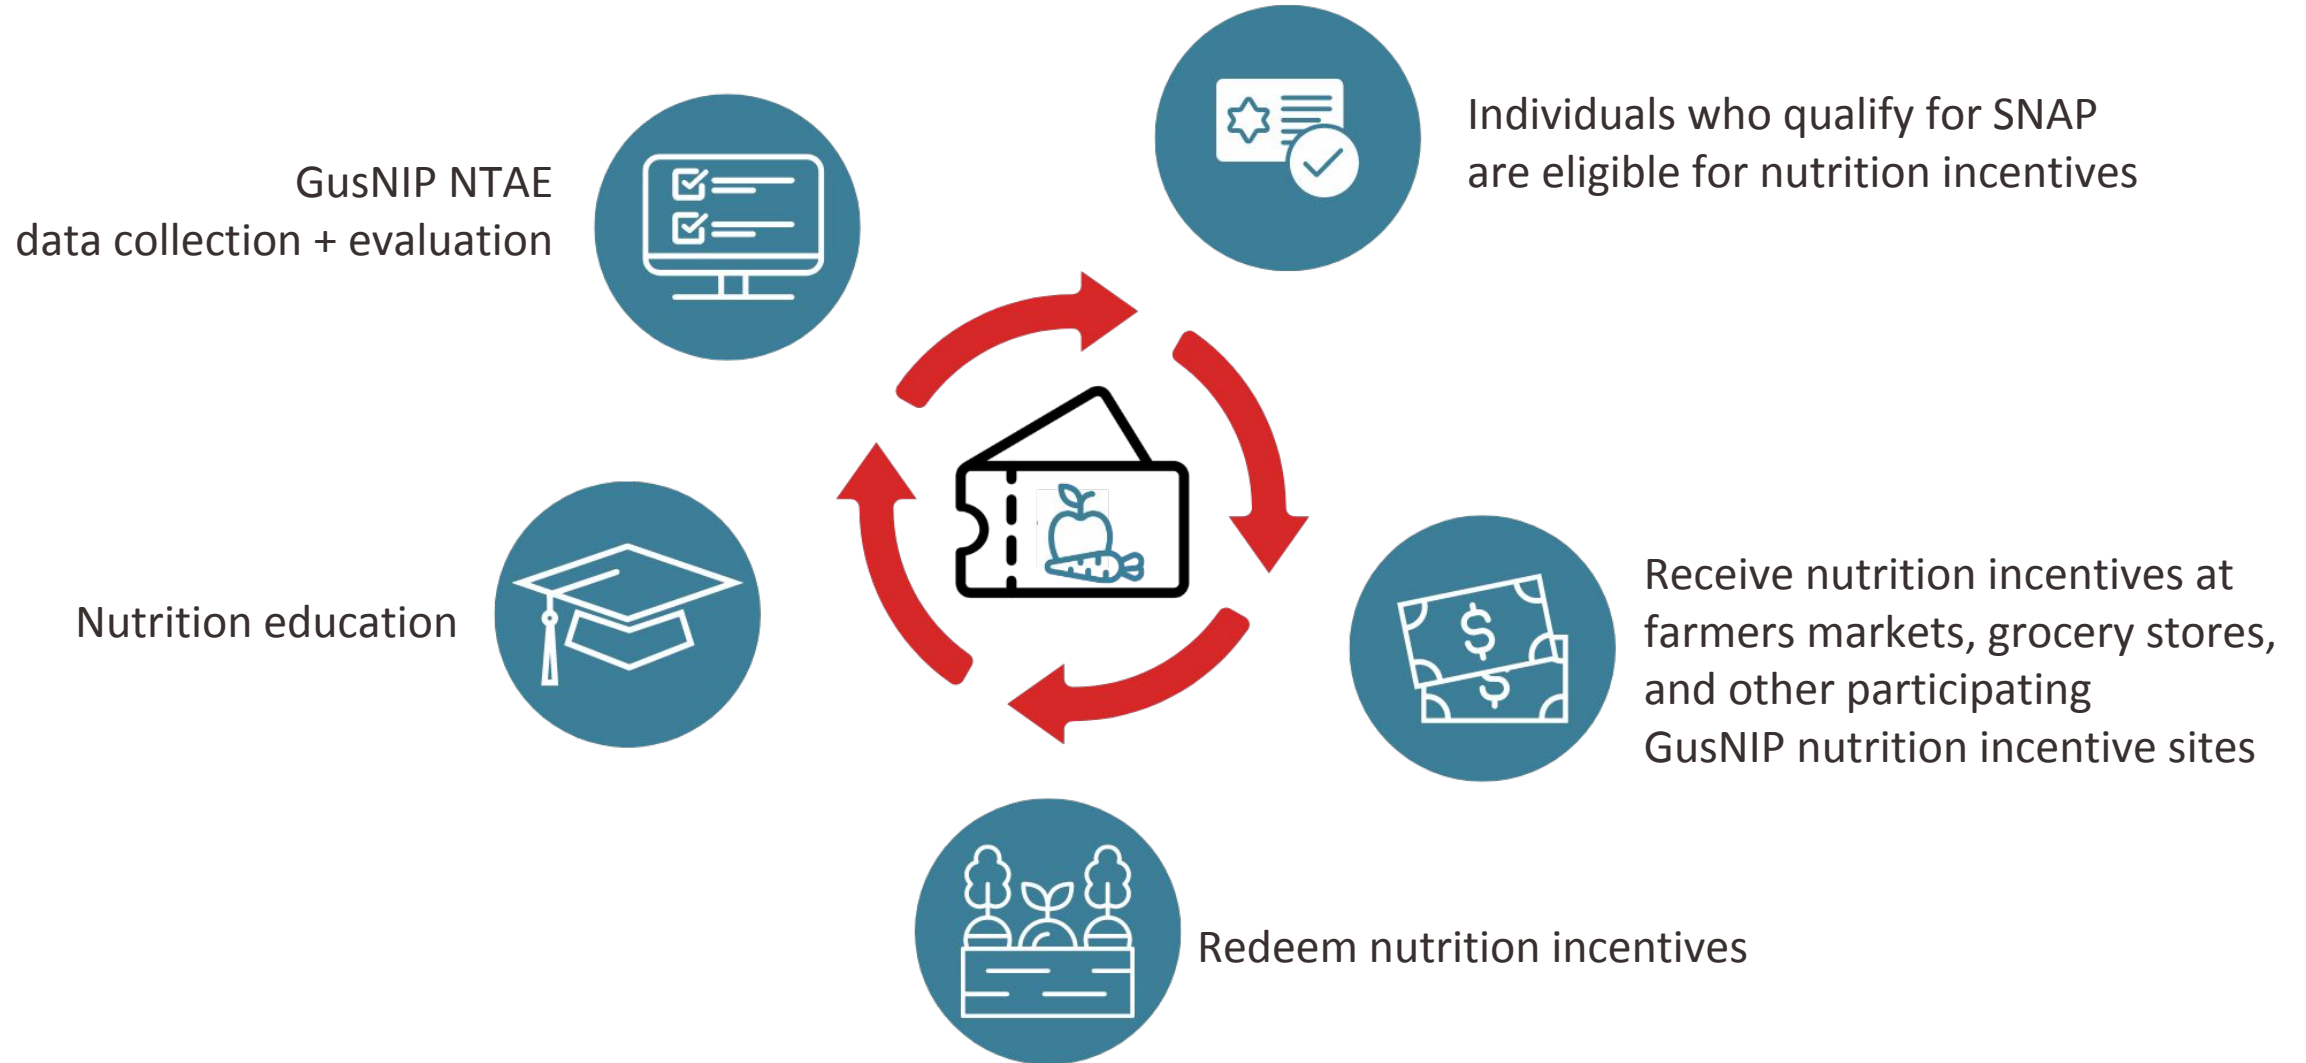 GusNIP NTAE
data collection + evaluation
Individuals who qualify for SNAP
are eligible for nutrition incentives
Receive nutrition incentives at
farmers markets, grocery stores,
and other participating
GusNIP nutrition incentive sites
Redeem nutrition incentives
Nutrition education
$
$